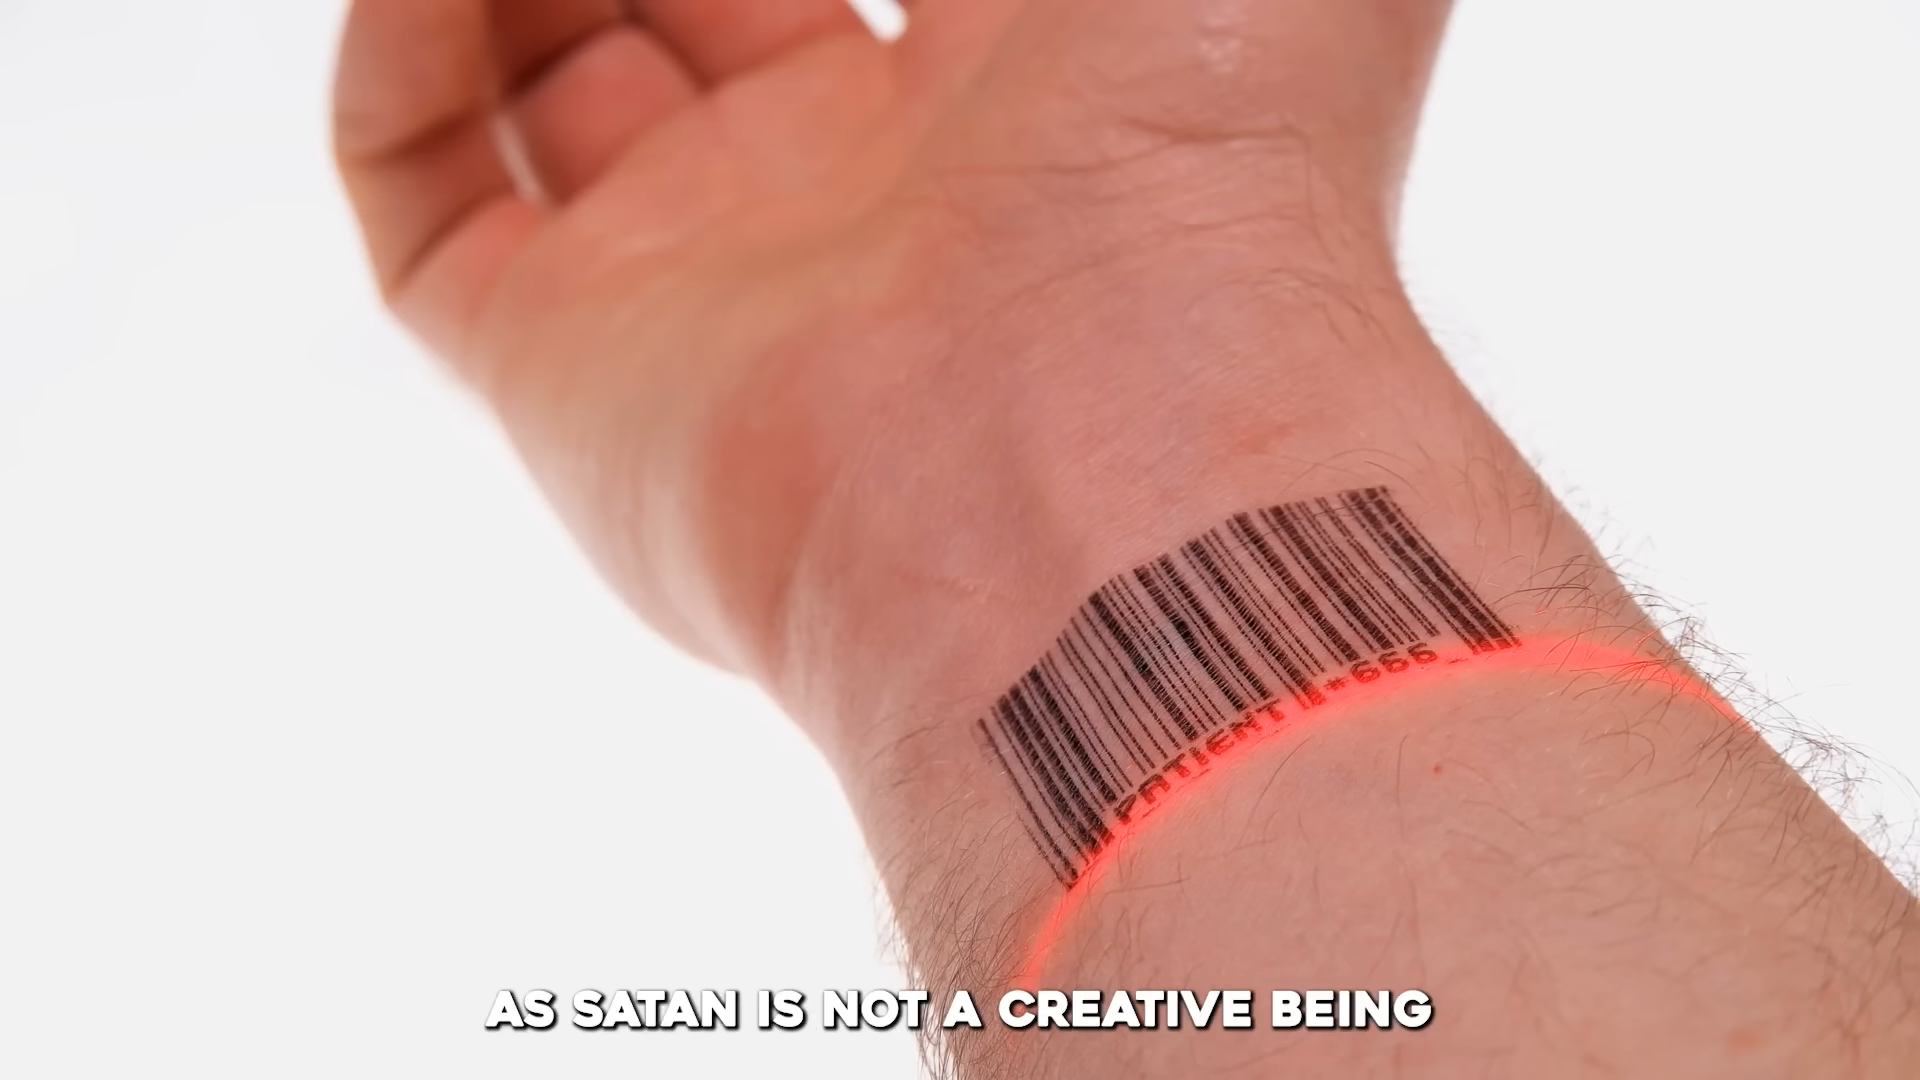 PATIENT
666
AS SATAN IS NOT A CREATIVE BEING